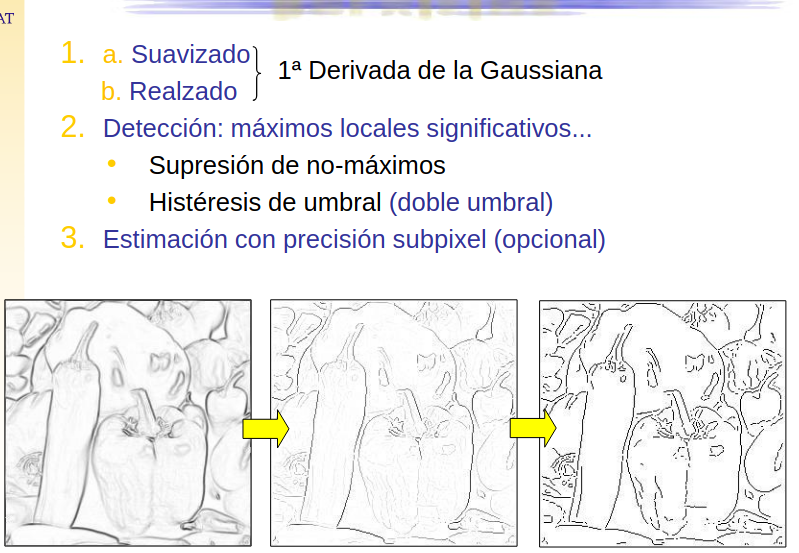 AT
1. a. Suavizado
b. Realzado
1ª Derivada de la Gaussiana
2. Detección: máximos locales significativos...
• Supresión de no-máximos
• Histéresis de umbral (doble umbral)
3. Estimación con precisión subpixel (opcional)